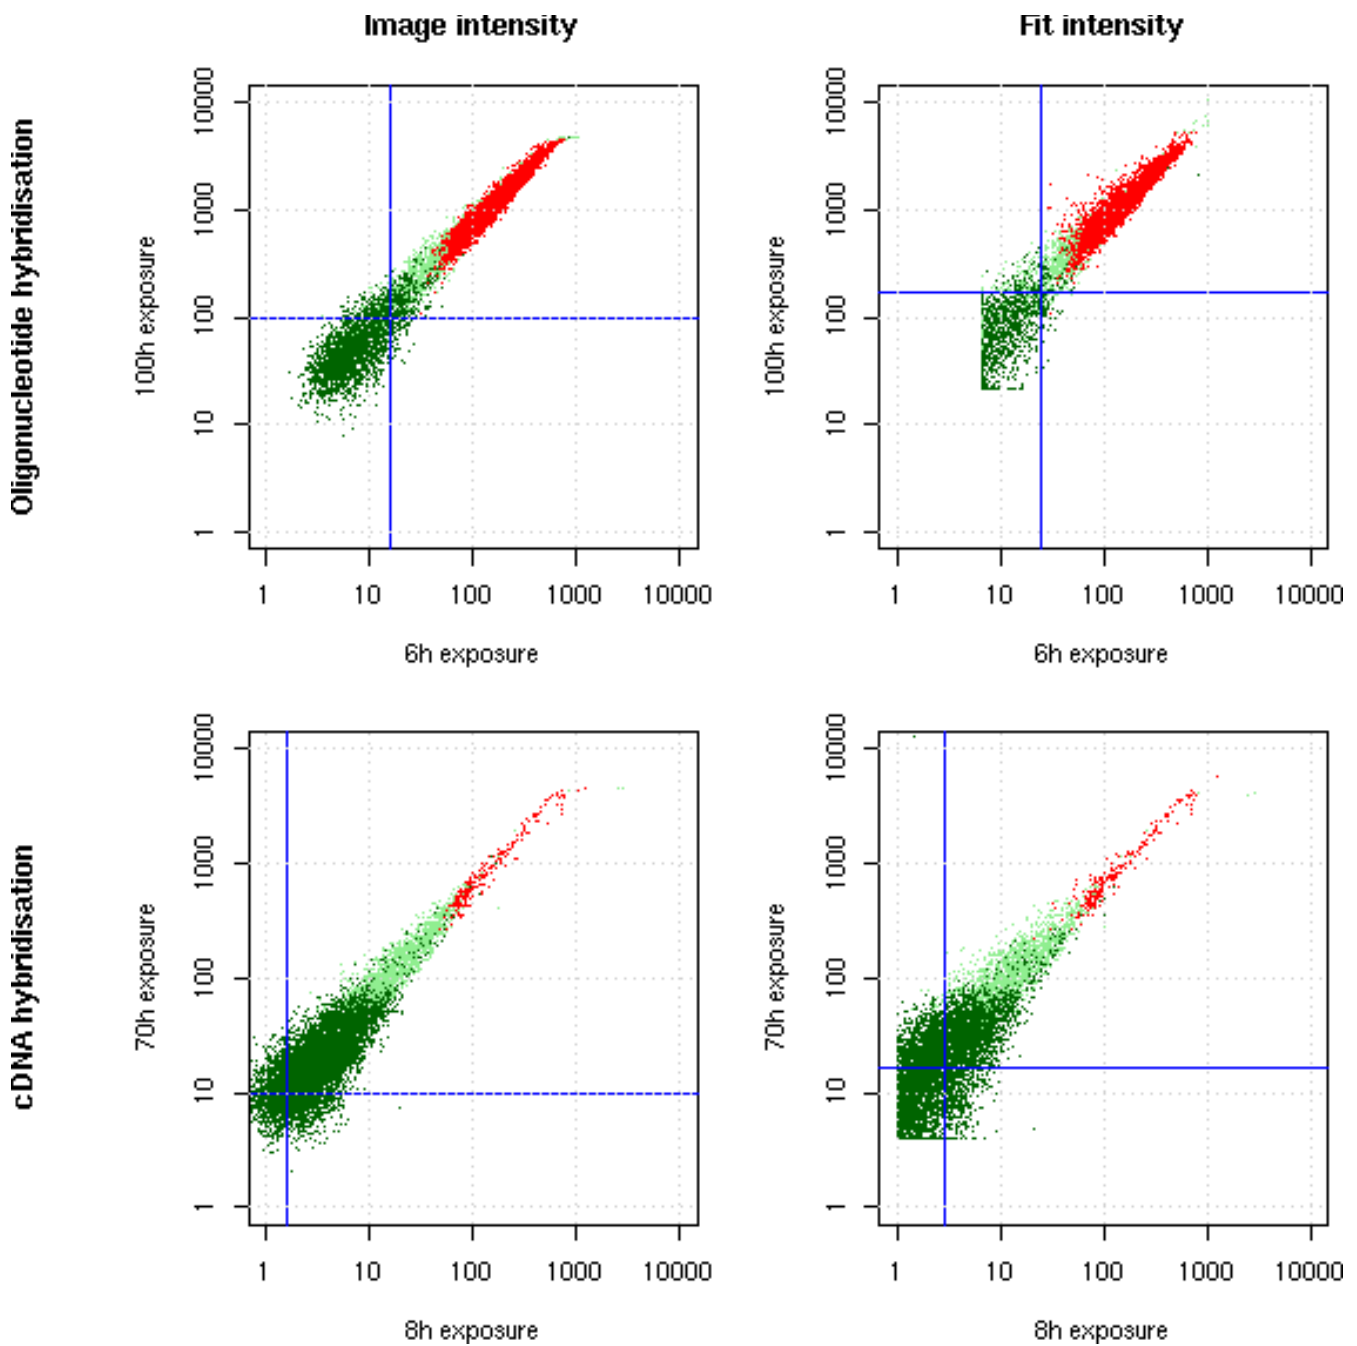 Image intensity
Fit intensity
Oligonucleotide hybridisation
100h exposure
10000
1000
100
10
1
1 10 100 1000 10000
6h exposure
100h exposure
10000
1000
100
10
1
1 10 100 1000 10000
6h exposure
cDNA hybridisation
70h exposure
10000
1000
100
10
1
1 10 100 1000 10000
8h exposure
70h exposure
10000
1000
100
10
1
1 10 100 1000 10000
8h exposure